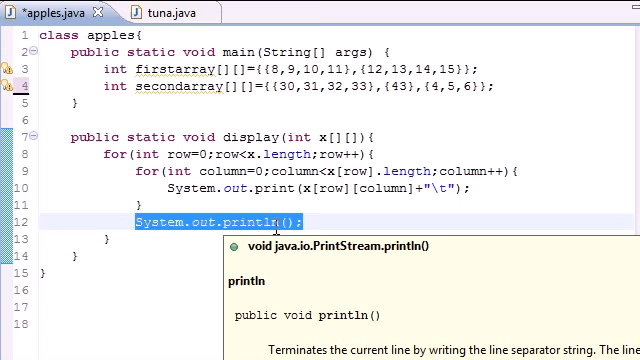 *apples.java
tuna.java
1 class apples{
2 public static void main(String[] args) {
3 int firstarray[][]={{8,9,10,11},{12,13,14,15}};
4 int secondarray[][]={{30,31,32,33},{43},{4,5,6}};
5 }
6
7 public static void display(int x[][]){
8 for(int row=0;row<x.length;row++){
9 for(int column=0;column<x[row].length;column++){
10 System.out.print(x[row][column]+"\t");
11 }
12 System.out.println();
13 }
14 }
15 }
16
17
18
void java.io.PrintStream.println()
println
public void println()
Terminates the current line by writing the line separator string. The line